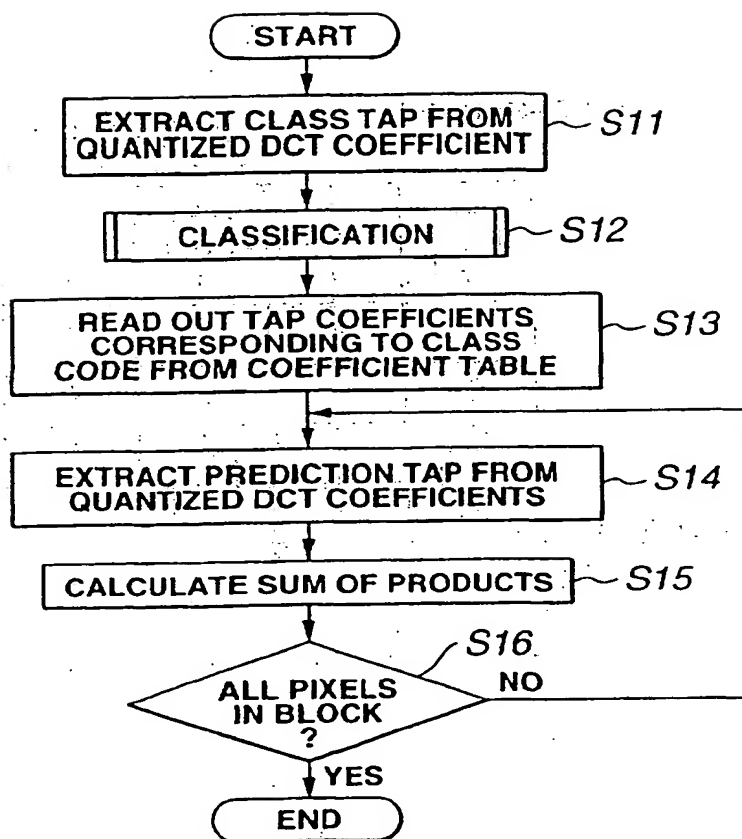 START
EXTRACT CLASS TAP FROM
QUANTIZED DCT COEFFICIENT
S11
CLASSIFICATION
S12
READ OUT TAP COEFFICIENTS
CORRESPONDING TO CLASS
CODE FROM COEFFICIENT TABLE
S13
EXTRACT PREDICTION TAP FROM
QUANTIZED DCT COEFFICIENTS
S14
CALCULATE SUM OF PRODUCTS
S15
S16
ALL PIXELS
IN BLOCK
?
NO
YES
END